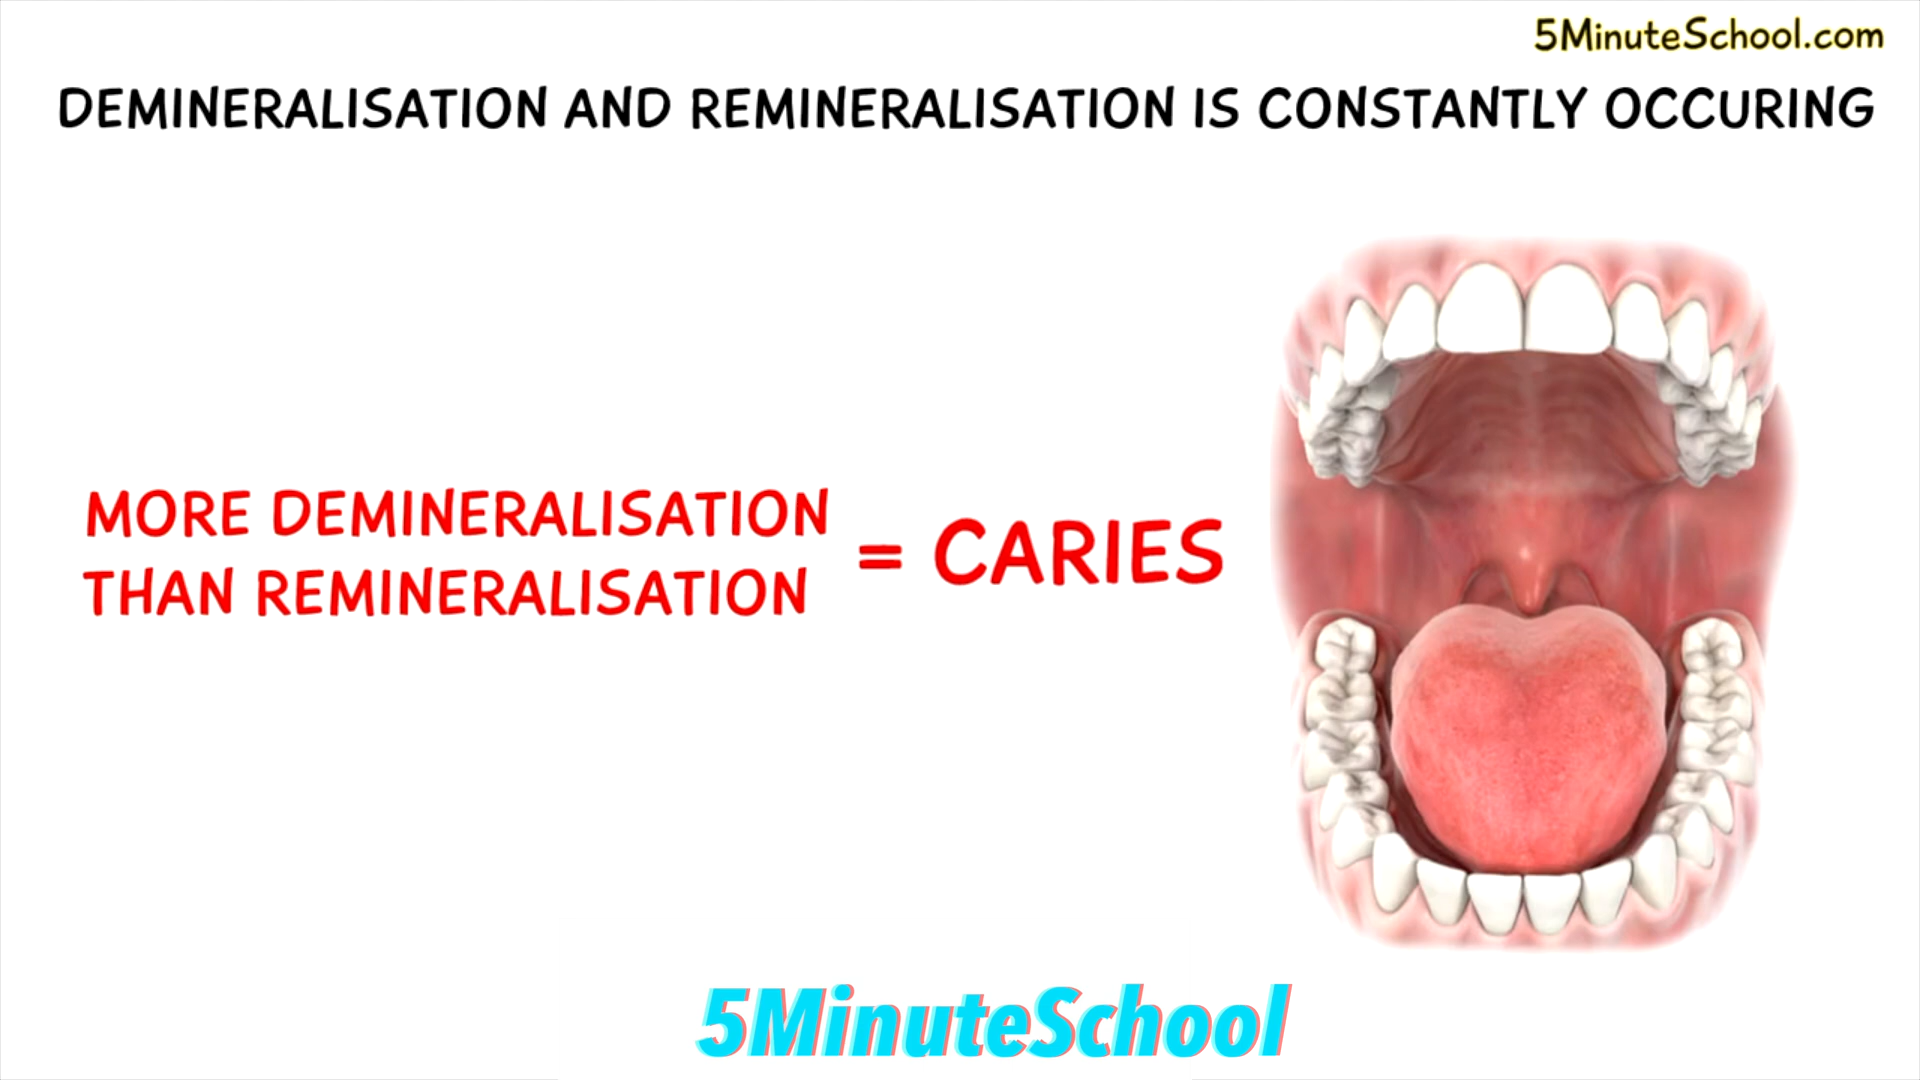 5MinuteSchool.com
DEMINERALISATION AND REMINERALISATION IS CONSTANTLY OCCURING
MORE DEMINERALISATION
THAN REMINERALISATION
= CARIES
5MinuteSchool